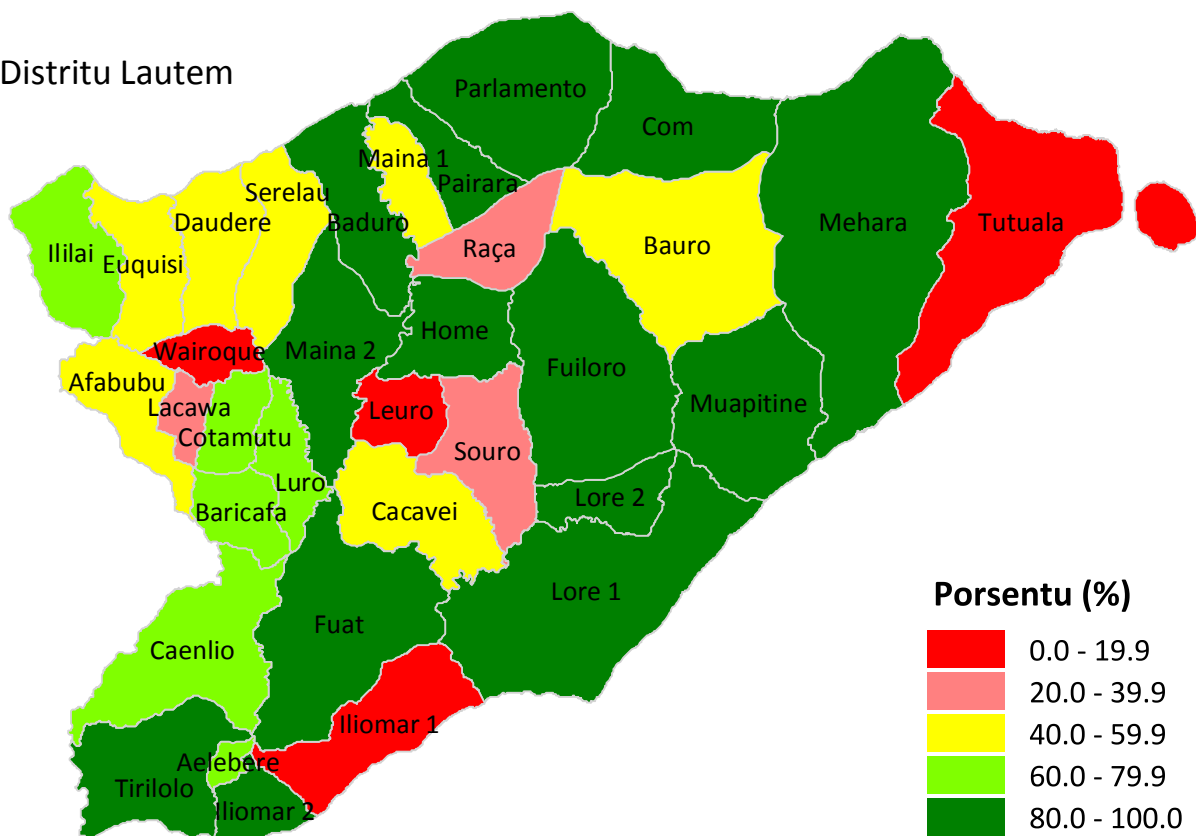 Distritu Lautem
Parlamento
Com
Maina 1
Pairara
Serelau
Daudere
Baduro
Mehara
Tutuala
Ililai
Euquisi
Raça
Bauro
Home
Wairoque
Maina 2
Fuiloro
Afabubu
Lacawa
Leuro
Muapitine
Cotamutu
Souro
Luro
Lore 2
Baricafa
Cacavei
Lore 1
Fuat
Caenlio
Iliomar 1
Aelebere
Tirilolo
Iliomar 2
Porsentu (%)
0.0 - 19.9
20.0 - 39.9
40.0 - 59.9
60.0 - 79.9
80.0 - 100.0